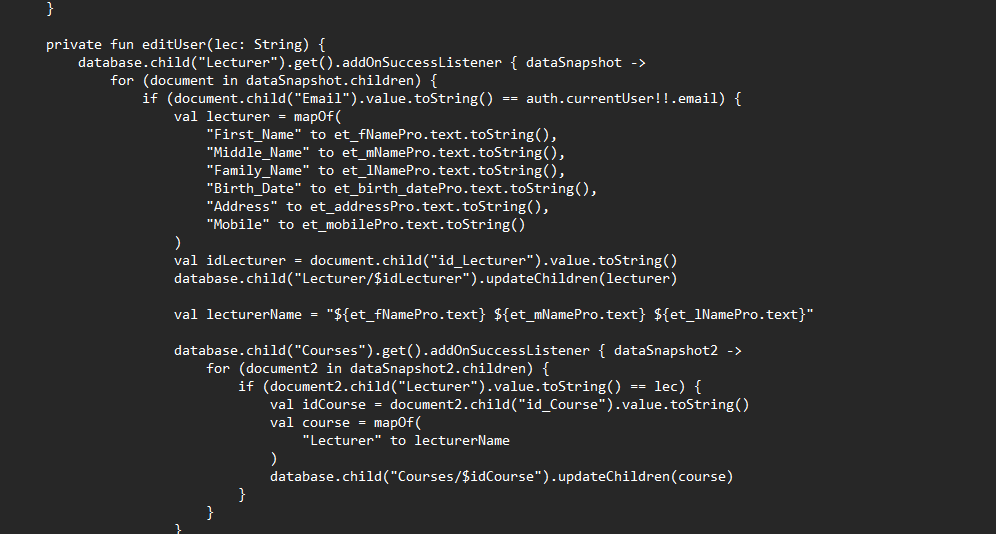 }
private fun editUser(lec: String) {
database.child("Lecturer").get().addOnSuccessListener { dataSnapshot ->
for (document in dataSnapshot.children) {
if (document.child("Email").value.toString() == auth.currentUser!!.email) {
val lecturer = mapOf(
"First_Name" to et_fNamePro.text.toString(),
"Middle_Name" to et_mNamePro.text.toString(),
"Family_Name" to et_lNamePro.text.toString(),
"Birth_Date" to et_birth_datePro.text.toString(),
"Address" to et_addressPro.text.toString(),
"Mobile" to et_mobilePro.text.toString()
)
val idLecturer = document.child("id_Lecturer").value.toString()
database.child("Lecturer/$idLecturer").updateChildren(lecturer)
val lecturerName = "${et_fNamePro.text} ${et_mNamePro.text} ${et_lNamePro.text}"
database.child("Courses").get().addOnSuccessListener { dataSnapshot2 ->
for (document2 in dataSnapshot2.children) {
if (document2.child("Lecturer").value.toString() == lec) {
val idCourse = document2.child("id_Course").value.toString()
val course = mapOf(
"Lecturer" to lecturerName
)
database.child("Courses/$idCourse").updateChildren(course)
}
}
}